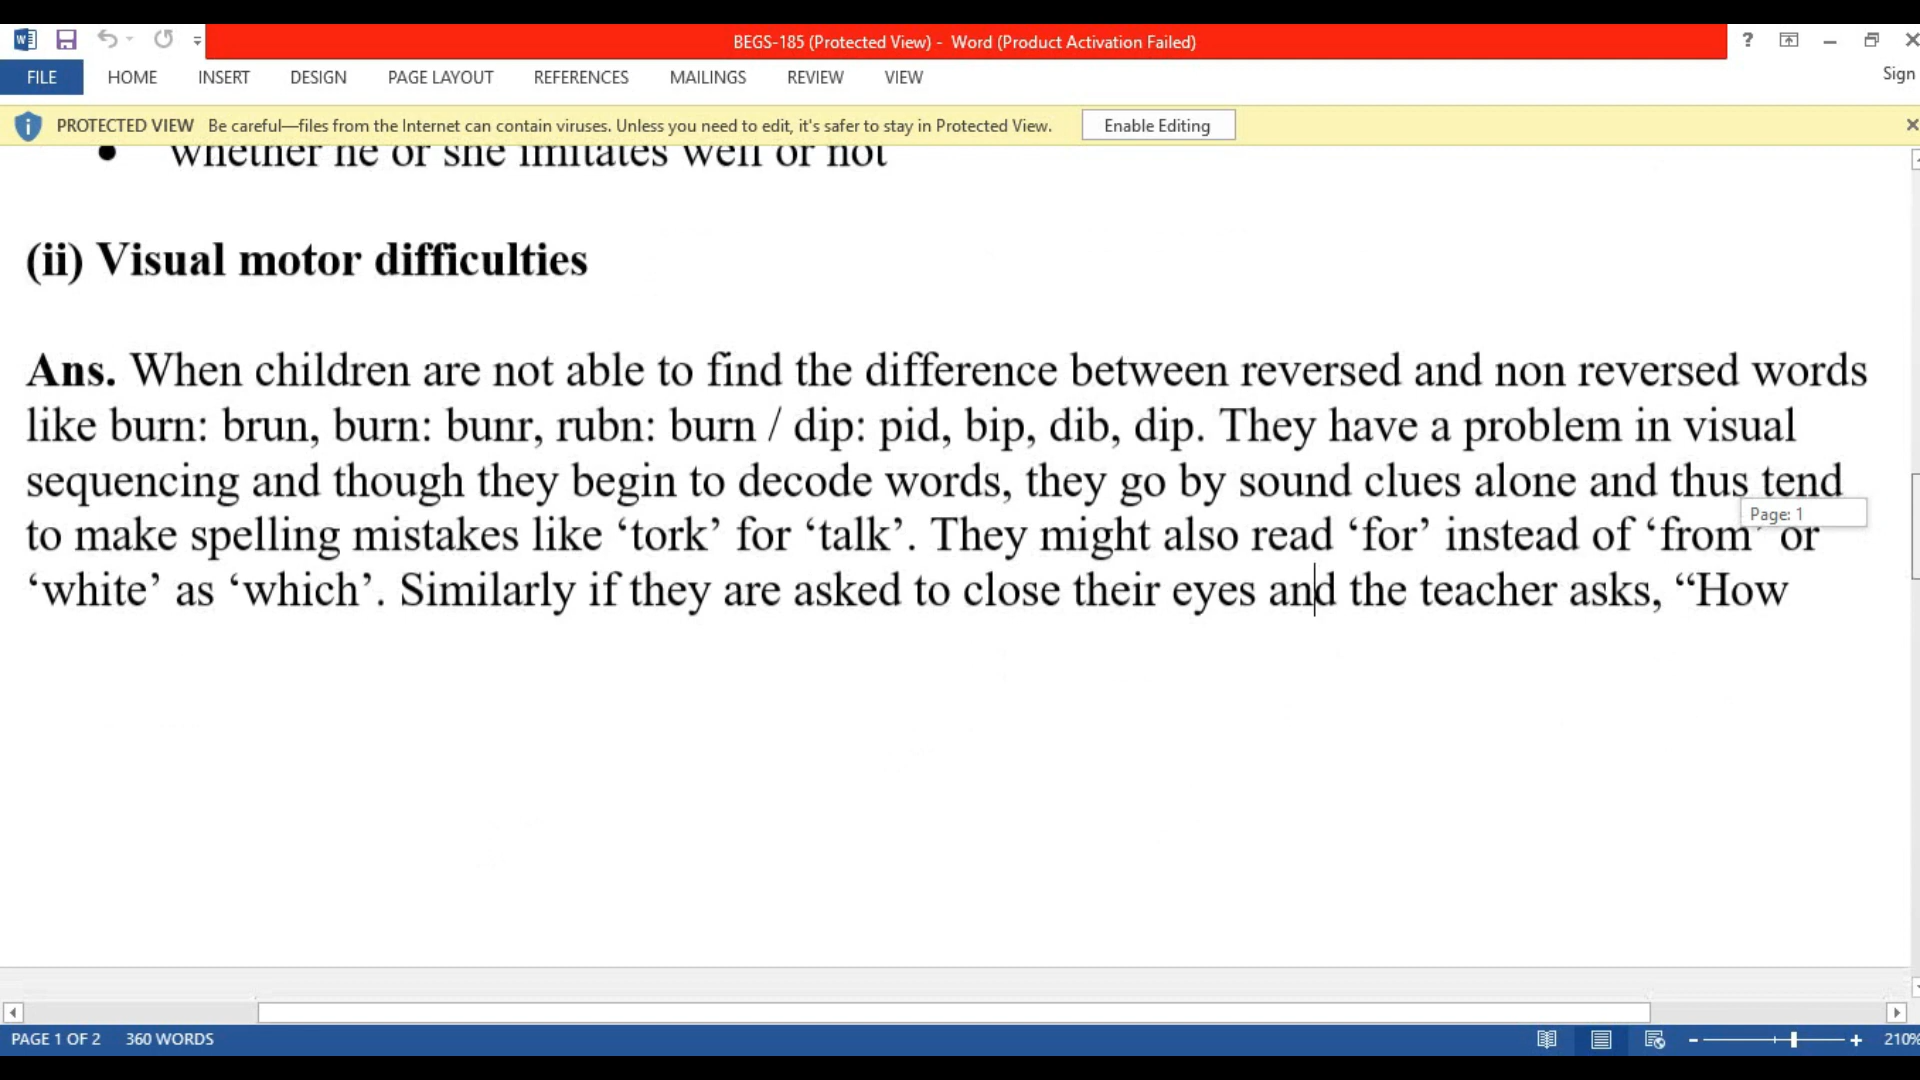 BEGS-185 (Protected View) - Word (Product Activation Failed)
?
FILE HOME INSERT DESIGN PAGE LAYOUT REFERENCES MAILINGS REVIEW VIEW
Sign
PROTECTED VIEW Be careful—files from the Internet can contain viruses. Unless you need to edit, it's safer to stay in Protected View. Enable Editing
whether he or she imitates well or not
(ii) Visual motor difficulties
Ans. When children are not able to find the difference between reversed and non reversed words
like burn: brun, burn: bunr, rubn: burn / dip: pid, bip, dib, dip. They have a problem in visual
sequencing and though they begin to decode words, they go by sound clues alone and thus tend
Page: 1
to make spelling mistakes like ‘tork’ for ‘talk’. They might also read ‘for’ instead of ‘from’ or
‘white’ as ‘which’. Similarly if they are asked to close their eyes and the teacher asks, “How
PAGE 1 OF 2 360 WORDS
210%